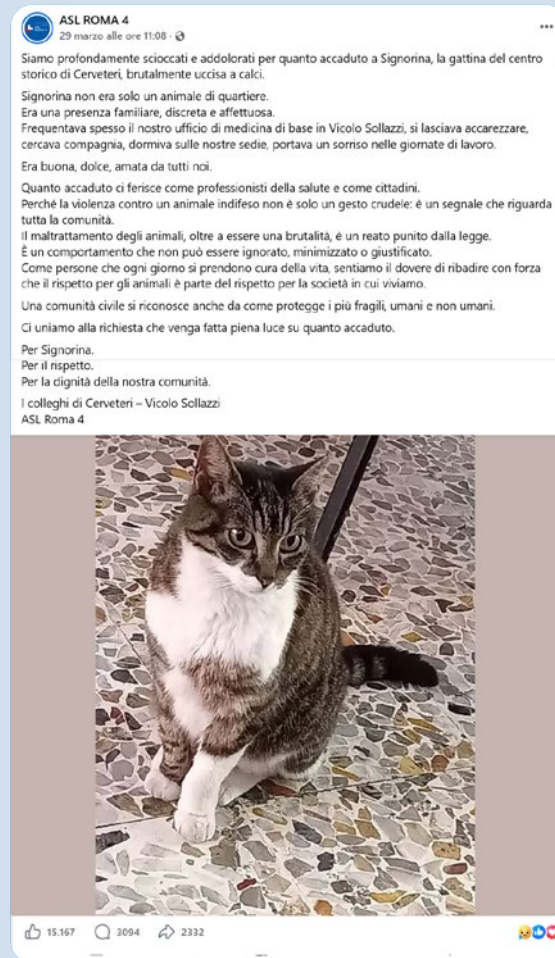 ASL ROMA 4
29 marzo alle ore 11:08 ·
Siamo profondamente scioccati e addolorati per quanto accaduto a Signorina, la gattina del centro
storico di Cerveteri, brutalmente uccisa a calci.
Signorina non era solo un animale di quartiere.
Era una presenza familiare, discreta e affettuosa.
Frequentava spesso il nostro ufficio di medicina di base in Vicolo Sollazzi, si lasciava accarezzare,
cercava compagnia, dormiva sulle nostre sedie, portava un sorriso nelle giornate di lavoro.
Era buona, dolce, amata da tutti noi.
Quanto accaduto ci ferisce come professionisti della salute e come cittadini.
Perché la violenza contro un animale indifeso non è solo un gesto crudele: è un segnale che riguarda
tutta la comunità.
Il maltrattamento degli animali, oltre a essere una brutalità, è un reato punito dalla legge.
È un comportamento che non può essere ignorato, minimizzato o giustificato.
Come persone che ogni giorno si prendono cura della vita, sentiamo il dovere di ribadire con forza
che il rispetto per gli animali è parte del rispetto per la società in cui viviamo.
Una comunità civile si riconosce anche da come protegge i più fragili, umani e non umani.
Ci uniamo alla richiesta che venga fatta piena luce su quanto accaduto.
Per Signorina.
Per il rispetto.
Per la dignità della nostra comunità.
I colleghi di Cerveteri – Vicolo Sollazzi
ASL Roma 4
15.167 3094 2332